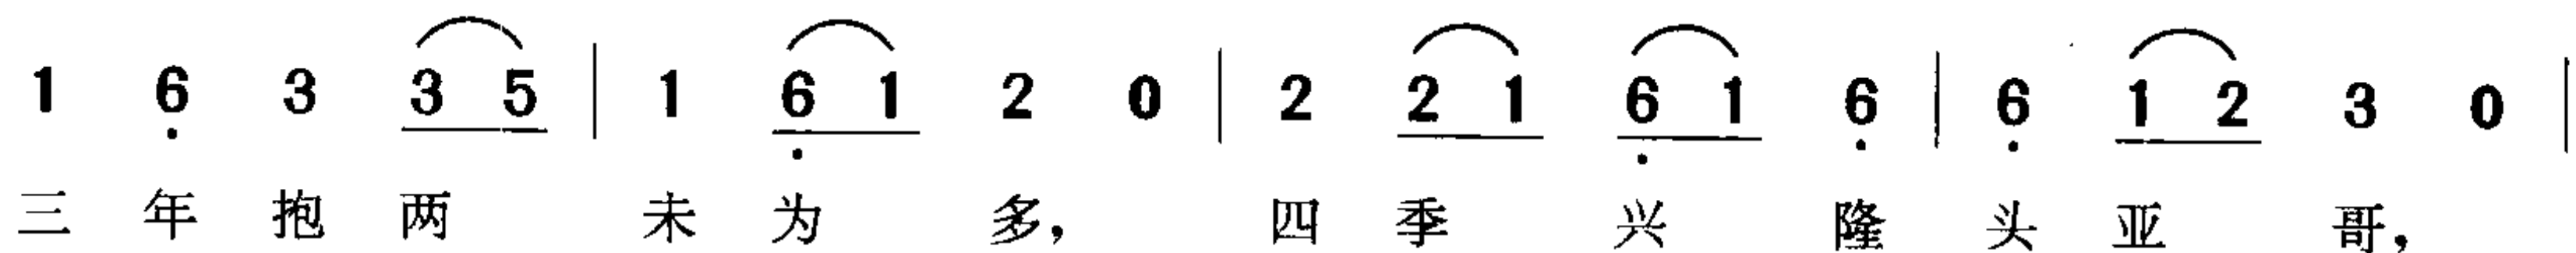 1 6̣ 3 3 5 | 1 6̣ 1 2 0 | 2 2 1 6̣ 1 6̣ | 6̣ 1 2 3 0 |
三 年 抱 两 未 为 多， 四 季 兴 隆 头 亚 哥，